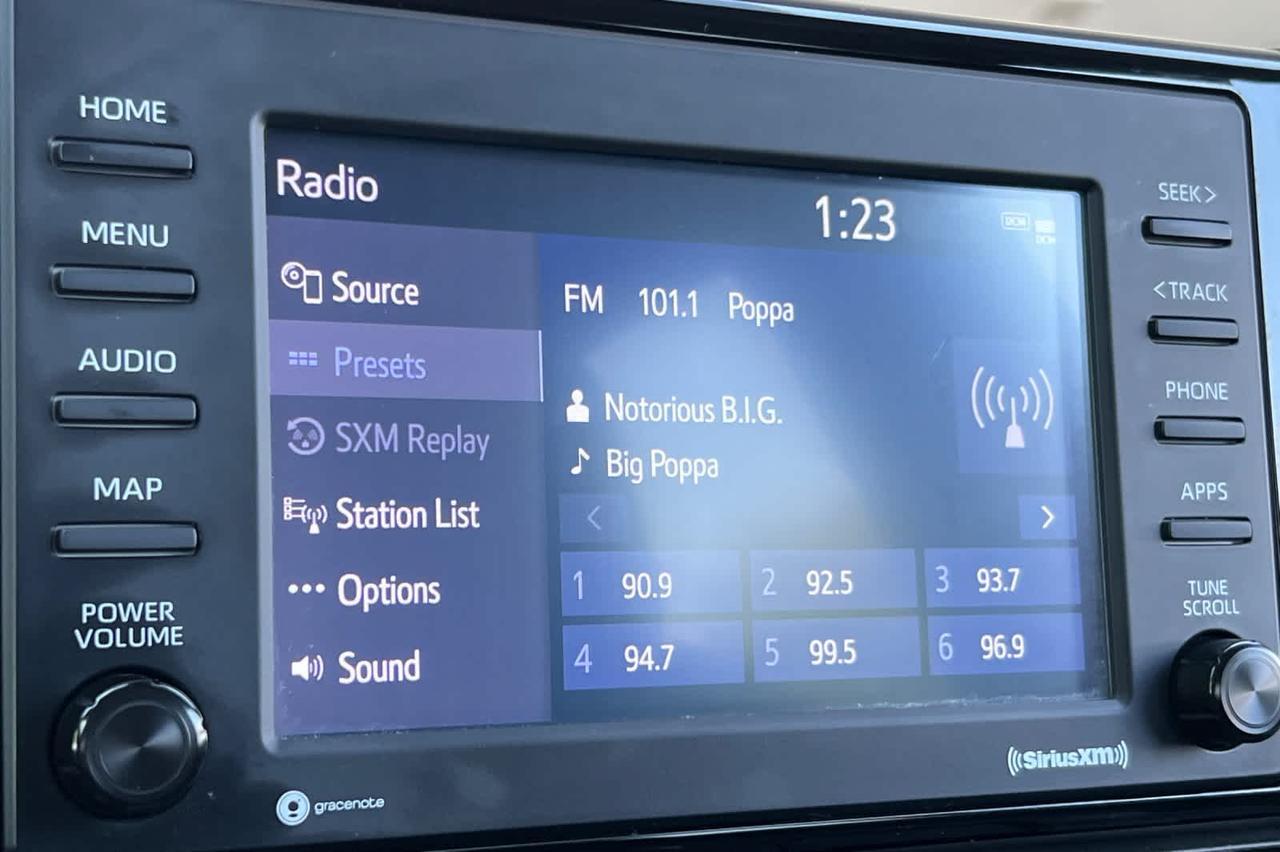 HOME
MENU
AUDIO
MAP
POWER
VOLUME
Radio
1:23
DCM
DCM
Source
Presets
SXM Replay
Station List
Options
Sound
FM 101.1 Poppa
Notorious B.I.G.
Big Poppa
< >
1 90.9 2 92.5 3 93.7
4 94.7 5 99.5 6 96.9
SEEK >
< TRACK
PHONE
APPS
TUNE
SCROLL
gracenote
((SiriusXM))